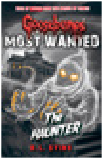 Goosebumps
MOST WANTED
THE
HAUNTER
R.L. STINE